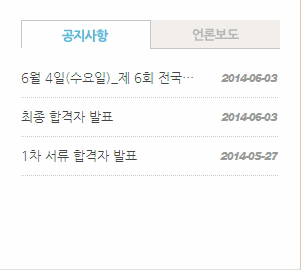 공지사항 언론보도
6월 4일(수요일)_제 6회 전국… 2014-06-03
최종 합격자 발표 2014-06-03
1차 서류 합격자 발표 2014-05-27